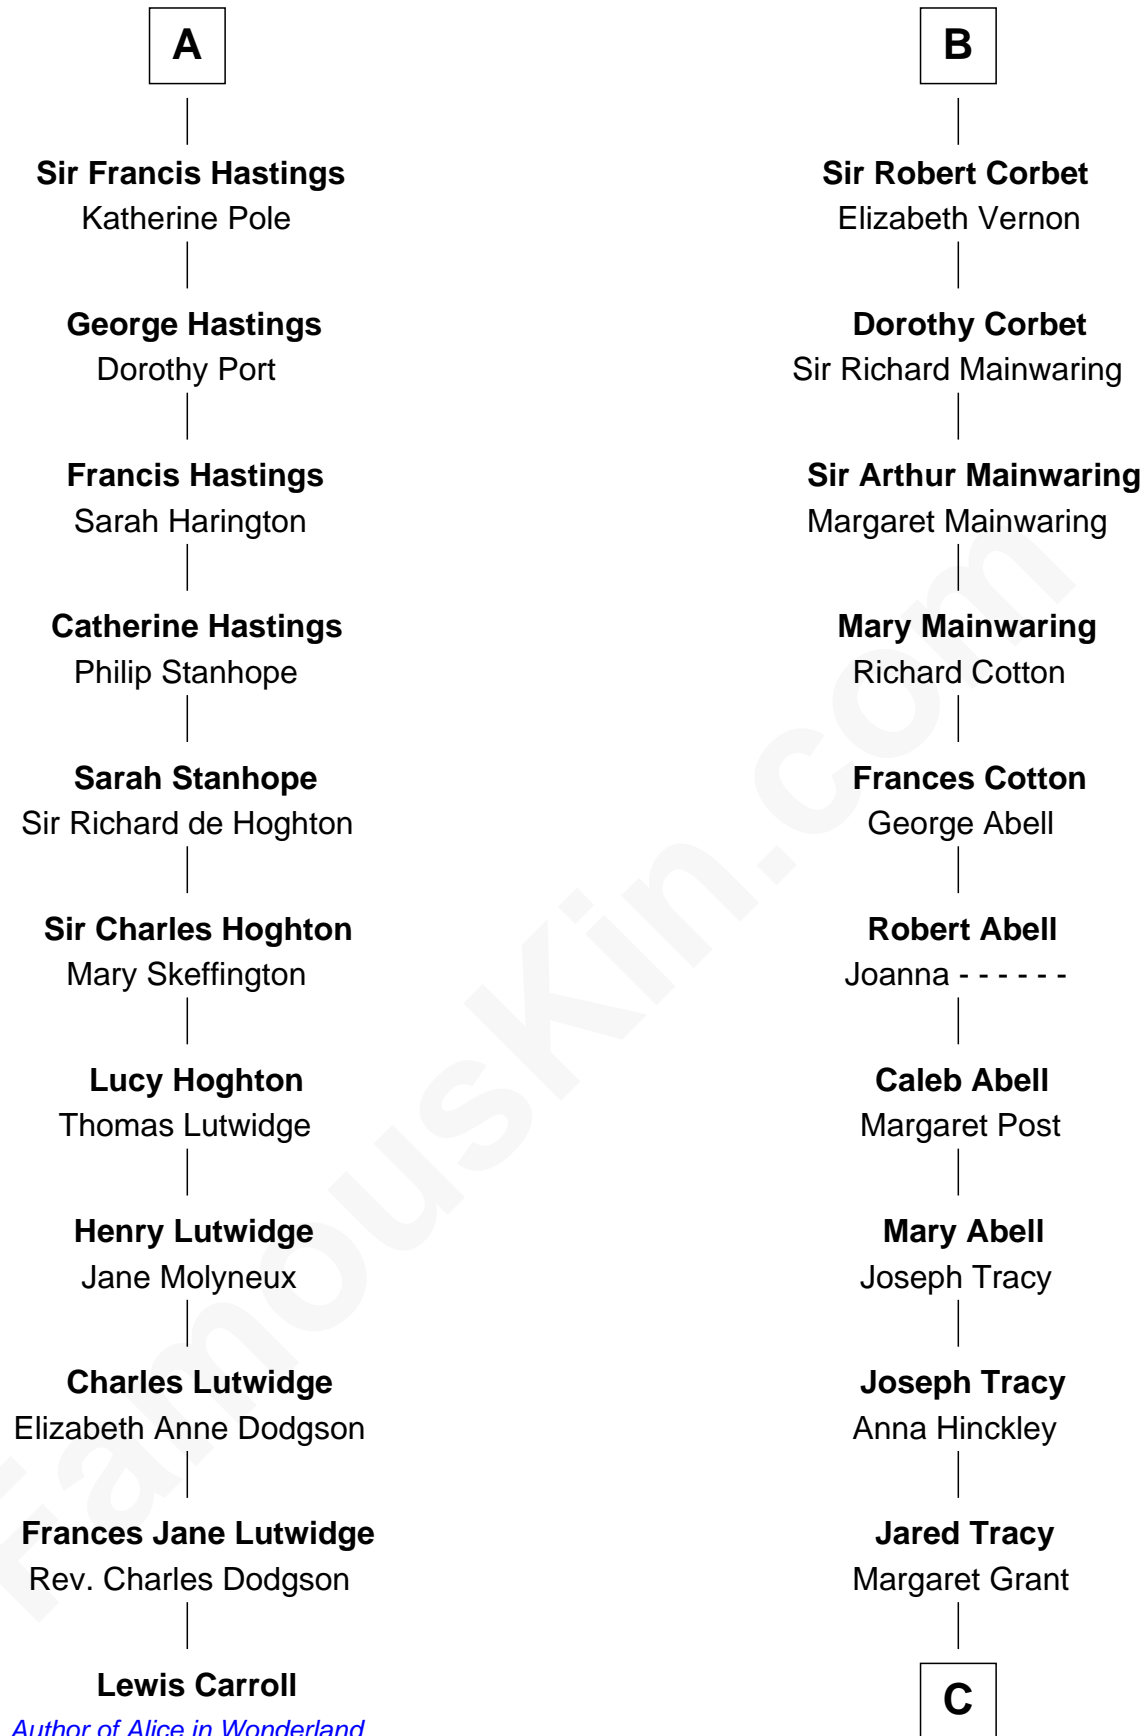 A
Sir Francis Hastings
Katherine Pole
George Hastings
Dorothy Port
Francis Hastings
Sarah Harington
Catherine Hastings
Philip Stanhope
Sarah Stanhope
Sir Richard de Hoghton
Sir Charles Hoghton
Mary Skeffington
Lucy Hoghton
Thomas Lutwidge
Henry Lutwidge
Jane Molyneux
Charles Lutwidge
Elizabeth Anne Dodgson
Frances Jane Lutwidge
Rev. Charles Dodgson
Lewis Carroll
Author of Alice in Wonderland
B
Sir Robert Corbet
Elizabeth Vernon
Dorothy Corbet
Sir Richard Mainwaring
Sir Arthur Mainwaring
Margaret Mainwaring
Mary Mainwaring
Richard Cotton
Frances Cotton
George Abell
Robert Abell
Joanna - - - - - -
Caleb Abell
Margaret Post
Mary Abell
Joseph Tracy
Joseph Tracy
Anna Hinckley
Jared Tracy
Margaret Grant
C
FamousKin.com